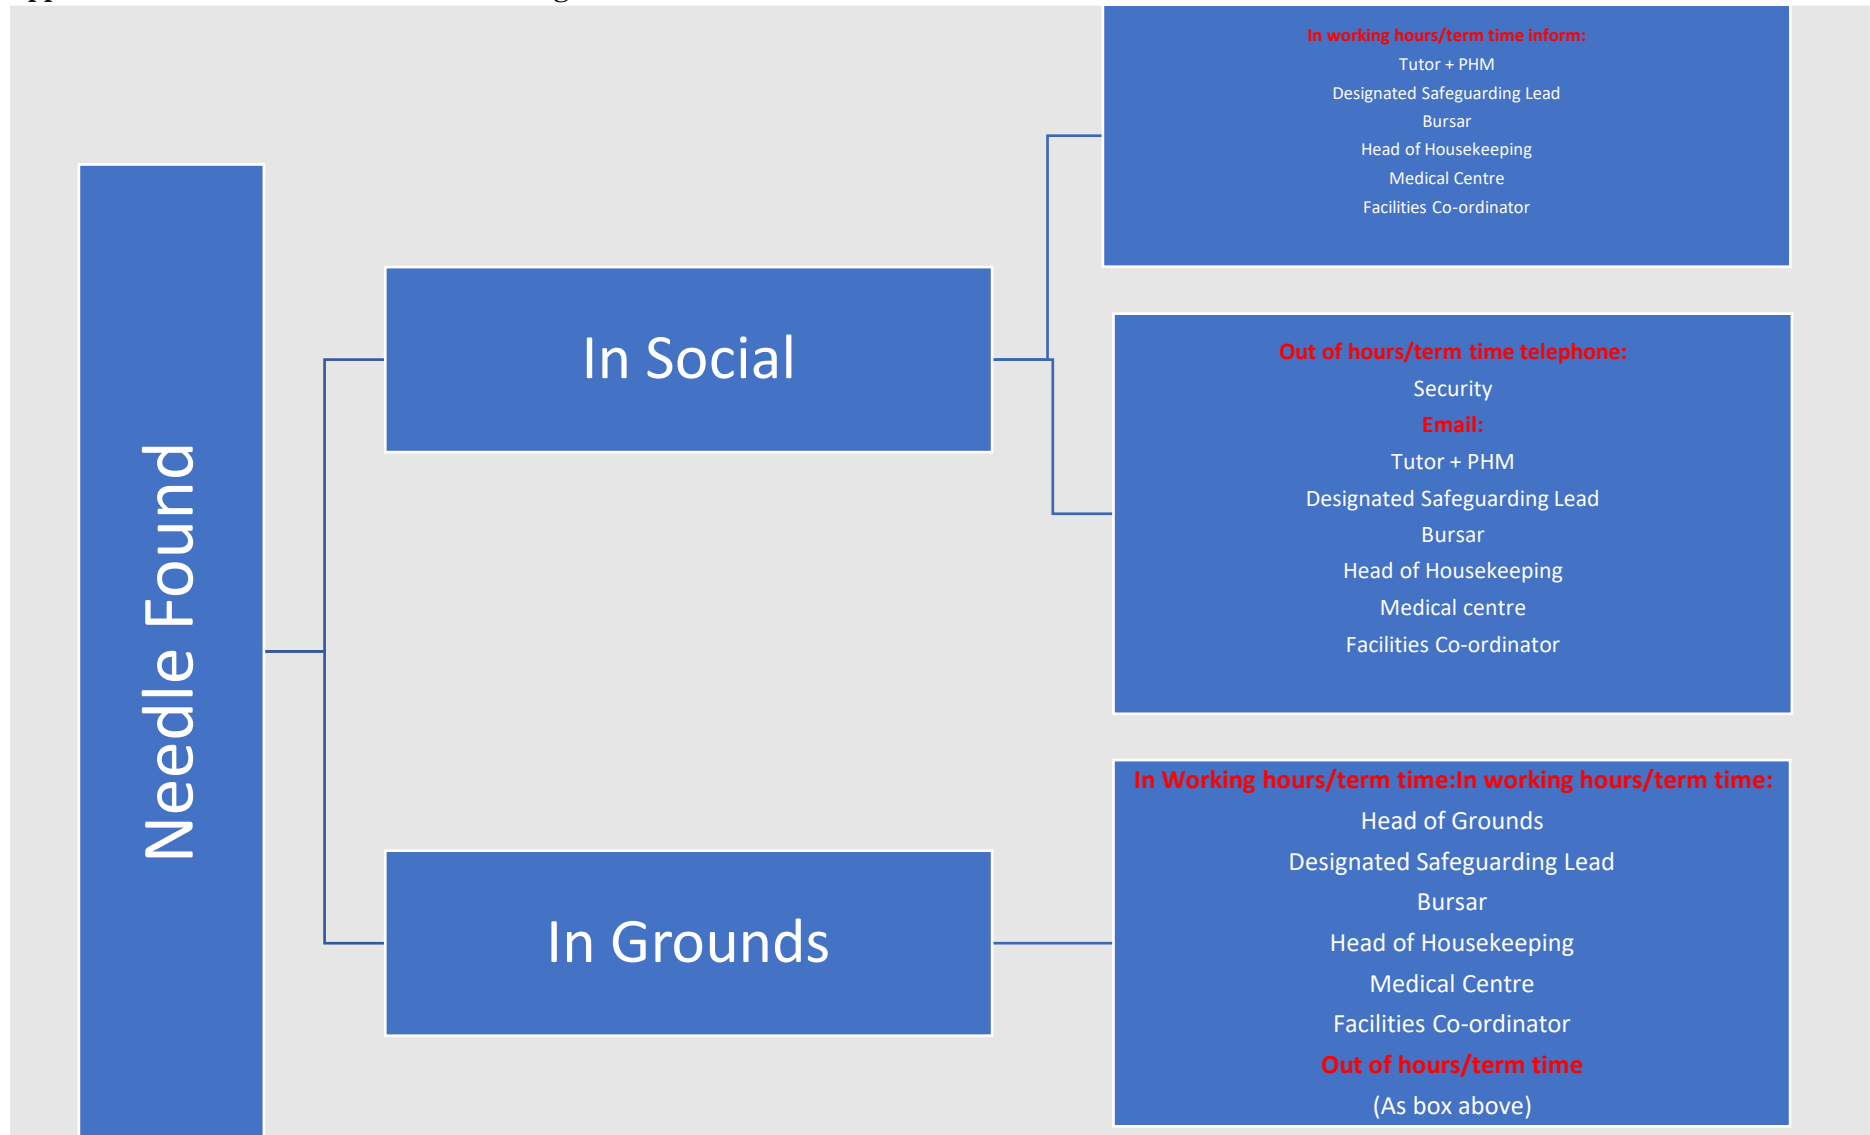 Needle Found
In Social
In working hours/term time inform:
Tutor + PHM
Designated Safeguarding Lead
Bursar
Head of Housekeeping
Medical Centre
Facilities Co-ordinator
Out of hours/term time telephone:
Security
Email:
Tutor + PHM
Designated Safeguarding Lead
Bursar
Head of Housekeeping
Medical centre
Facilities Co-ordinator
In Grounds
In Working hours/term time:In working hours/term time:
Head of Grounds
Designated Safeguarding Lead
Bursar
Head of Housekeeping
Medical Centre
Facilities Co-ordinator
Out of hours/term time
(As box above)